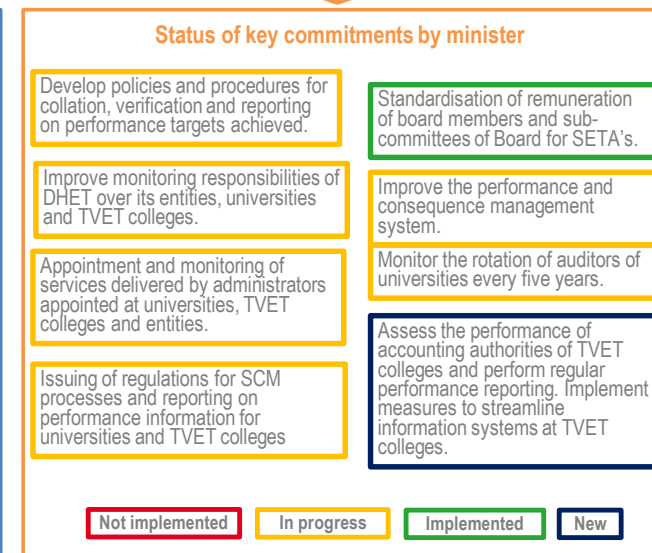 Status of key commitments by minister
Develop policies and procedures for
collation, verification and reporting
on performance targets achieved.
Improve monitoring responsibilities of
DHET over its entities, universities
and TVET colleges.
Appointment and monitoring of
services delivered by administrators
appointed at universities, TVET
colleges and entities.
Issuing of regulations for SCM
processes and reporting on
performance information for
universities and TVET colleges
Standardisation of remuneration
of board members and sub-
committees of Board for SETA's.
Improve the performance and
consequence management
system.
Monitor the rotation of auditors of
universities every five years.
Assess the performance of
accounting authorities of TVET
colleges and perform regular
performance reporting. Implement
measures to streamline
information systems at TVET
colleges.
Not implemented
In progress
Implemented
New